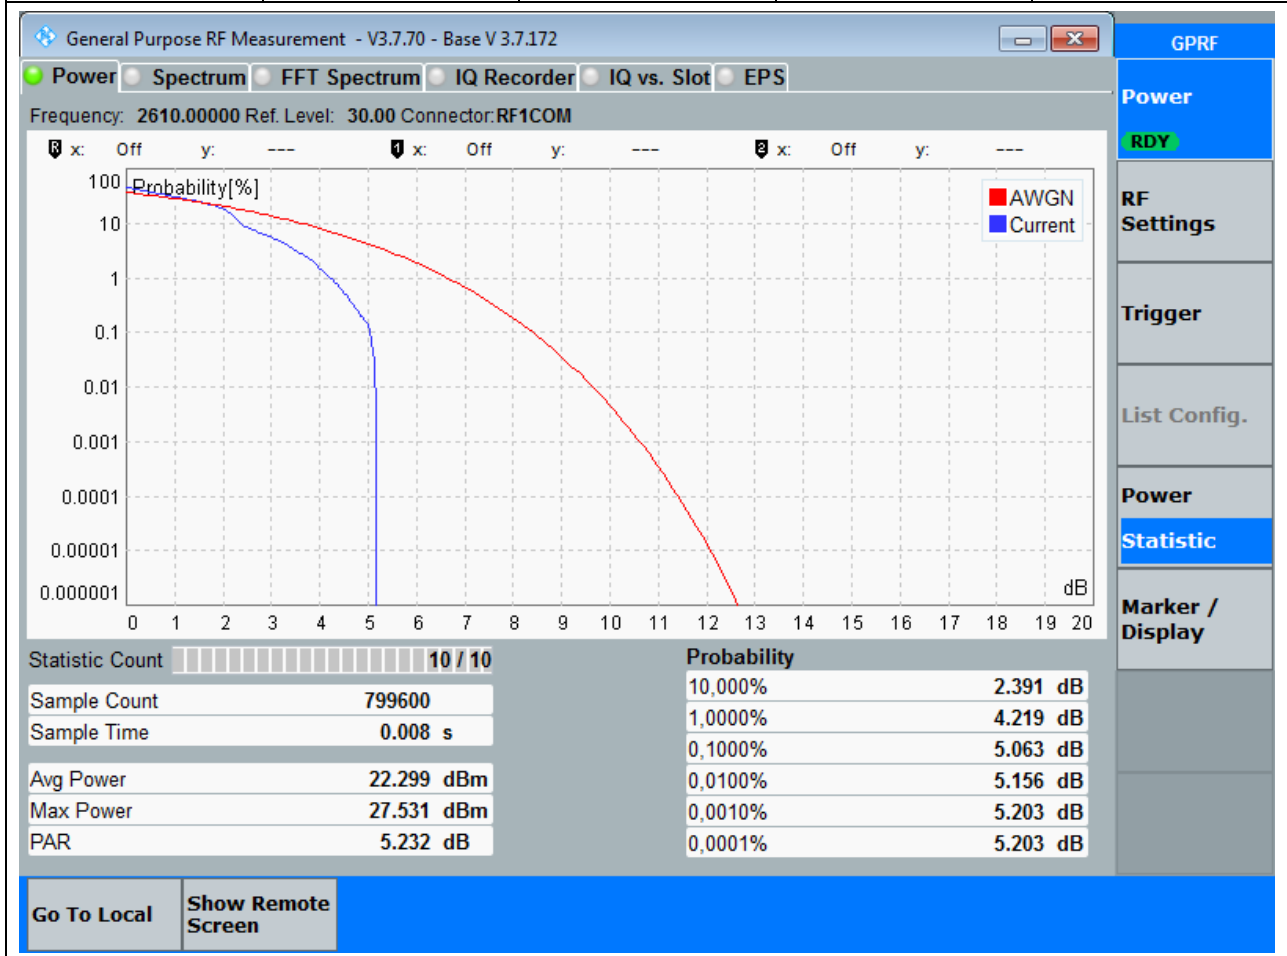 General Purpose RF Measurement - V3.7.70 - Base V 3.7.172
GPRF
Power Spectrum FFT Spectrum IQ Recorder IQ vs. Slot EPS
Frequency: 2610.00000 Ref. Level: 30.00 Connector: RF1COM
R x: Off y: --- 1 x: Off y: --- 2 x: Off y: ---
Probability[%]
AWGN
Current
100
10
1
0.1
0.01
0.001
0.0001
0.00001
0.000001
dB
0 1 2 3 4 5 6 7 8 9 10 11 12 13 14 15 16 17 18 19 20
Statistic Count 10 / 10
Sample Count 799600
Sample Time 0.008 s
Avg Power 22.299 dBm
Max Power 27.531 dBm
PAR 5.232 dB
Probability
10,000% 2.391 dB
1,0000% 4.219 dB
0,1000% 5.063 dB
0,0100% 5.156 dB
0,0010% 5.203 dB
0,0001% 5.203 dB
Power
RDY
RF
Settings
Trigger
List Config.
Power
Statistic
Marker /
Display
Go To Local
Show Remote
Screen